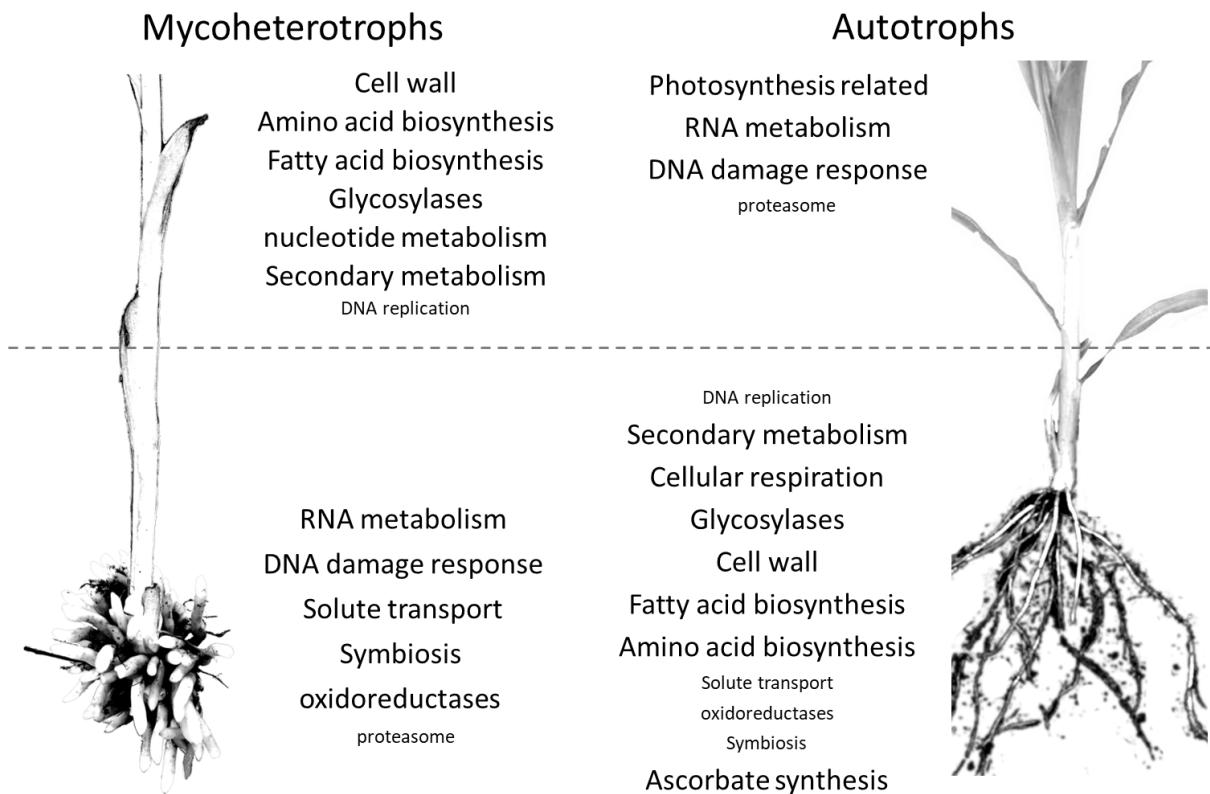 Mycoheterotrophs
Cell wall
Amino acid biosynthesis
Fatty acid biosynthesis
Glycosylases
nucleotide metabolism
Secondary metabolism
DNA replication
RNA metabolism
DNA damage response
Solute transport
Symbiosis
oxidoreductases
proteasome
Autotrophs
Photosynthesis related
RNA metabolism
DNA damage response
proteasome
DNA replication
Secondary metabolism
Cellular respiration
Glycosylases
Cell wall
Fatty acid biosynthesis
Amino acid biosynthesis
Solute transport
oxidoreductases
Symbiosis
Ascorbate synthesis